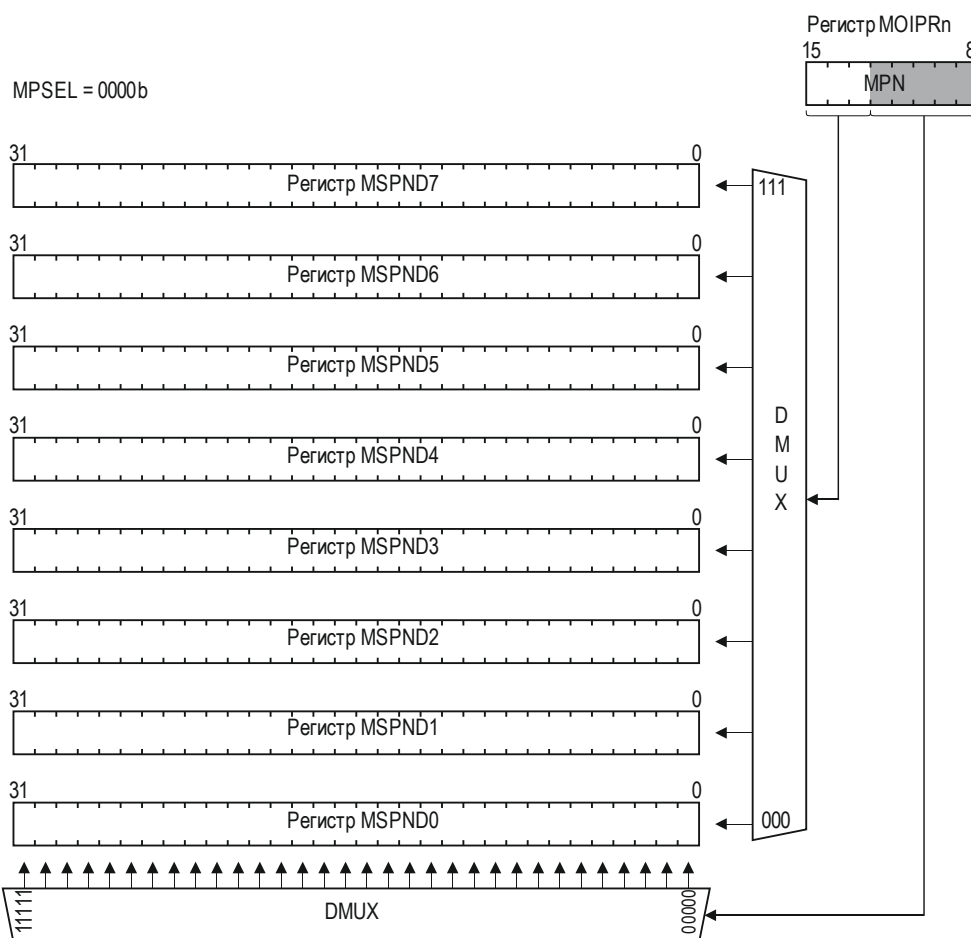 Регистр MOIPRn
15 8
MPN
MPSEL = 0000b
31 0
Регистр MSPND7
111
31 0
Регистр MSPND6
31 0
Регистр MSPND5
31 0
Регистр MSPND4
D
M
U
X
31 0
Регистр MSPND3
31 0
Регистр MSPND2
31 0
Регистр MSPND1
31 0
Регистр MSPND0
000
11111
DMUX
00000